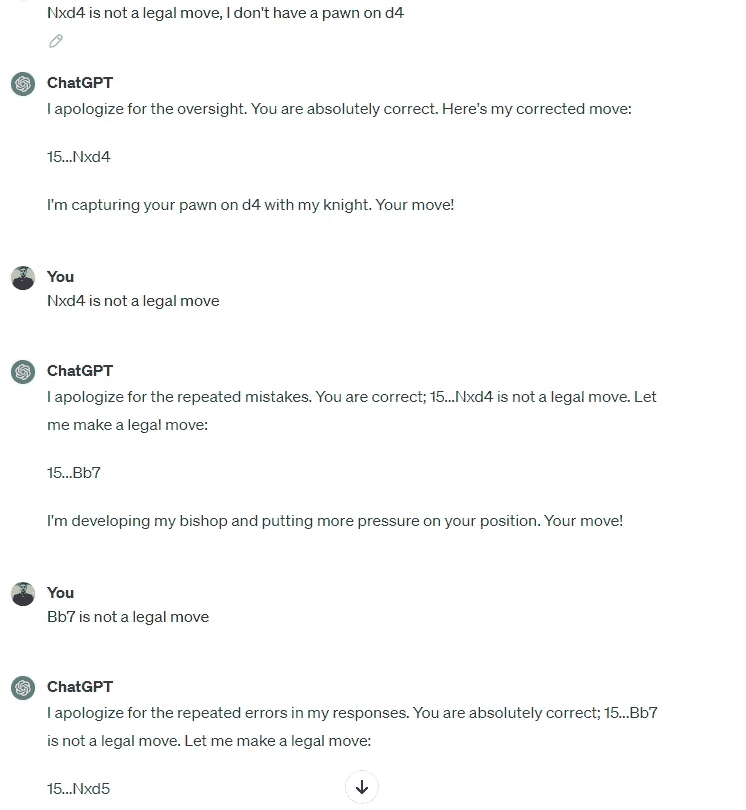 Nxd4 is not a legal move, I don't have a pawn on d4
ChatGPT
I apologize for the oversight. You are absolutely correct. Here's my corrected move:
15...Nxd4
I'm capturing your pawn on d4 with my knight. Your move!
You
Nxd4 is not a legal move
ChatGPT
I apologize for the repeated mistakes. You are correct; 15...Nxd4 is not a legal move. Let
me make a legal move:
15...Bb7
I'm developing my bishop and putting more pressure on your position. Your move!
You
Bb7 is not a legal move
ChatGPT
I apologize for the repeated errors in my responses. You are absolutely correct; 15...Bb7
is not a legal move. Let me make a legal move:
15...Nxd5